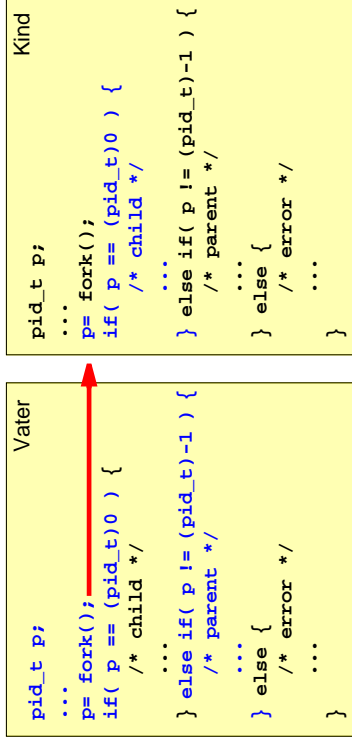 Vater
pid_t p;
...
p= fork();
if( p == (pid_t)0 ) {
/* child */
...
} else if( p != (pid_t)-1 ) {
/* parent */
...
} else {
/* error */
...
}
Kind
pid_t p;
...
p= fork();
if( p == (pid_t)0 ) {
/* child */
...
} else if( p != (pid_t)-1 ) {
/* parent */
...
} else {
/* error */
...
}